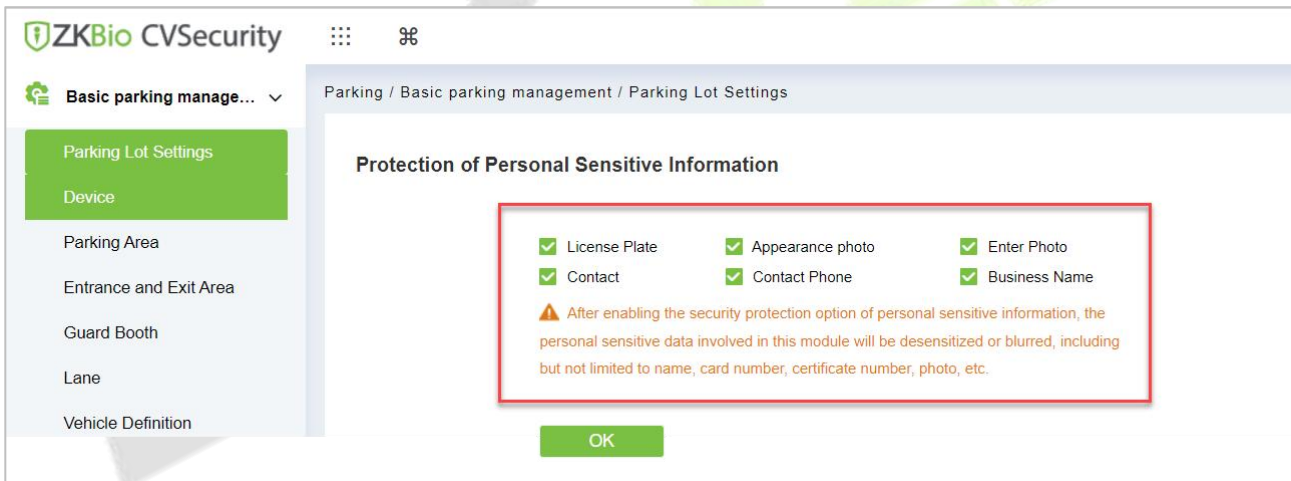 ZKBio CVSecurity
Basic parking manage...
Parking / Basic parking management / Parking Lot Settings
Parking Lot Settings
Device
Parking Area
Entrance and Exit Area
Guard Booth
Lane
Vehicle Definition
Protection of Personal Sensitive Information
License Plate Appearance photo Enter Photo
Contact Contact Phone Business Name
After enabling the security protection option of personal sensitive information, the
personal sensitive data involved in this module will be desensitized or blurred, including
but not limited to name, card number, certificate number, photo, etc.
OK